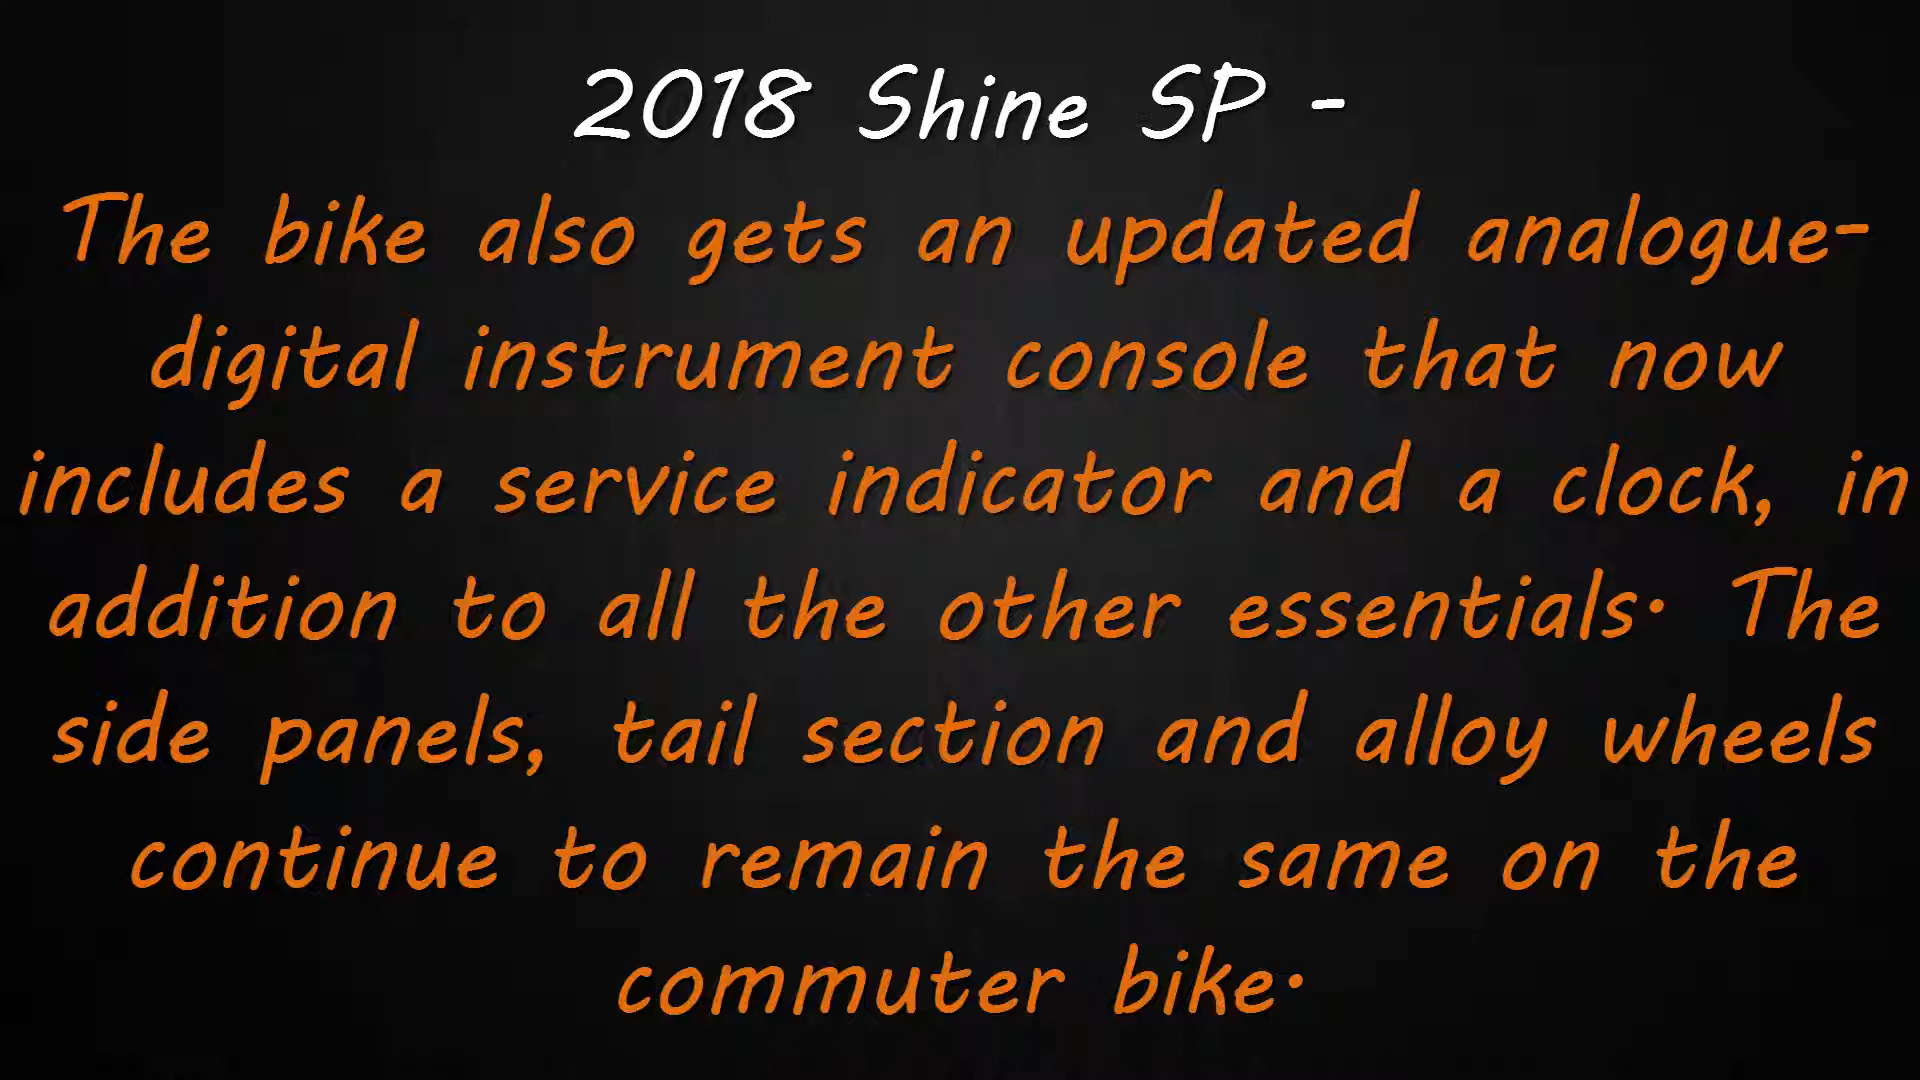 2018 Shine SP -
The bike also gets an updated analogue-
digital instrument console that now
includes a service indicator and a clock, in
addition to all the other essentials. The
side panels, tail section and alloy wheels
continue to remain the same on the
commuter bike.